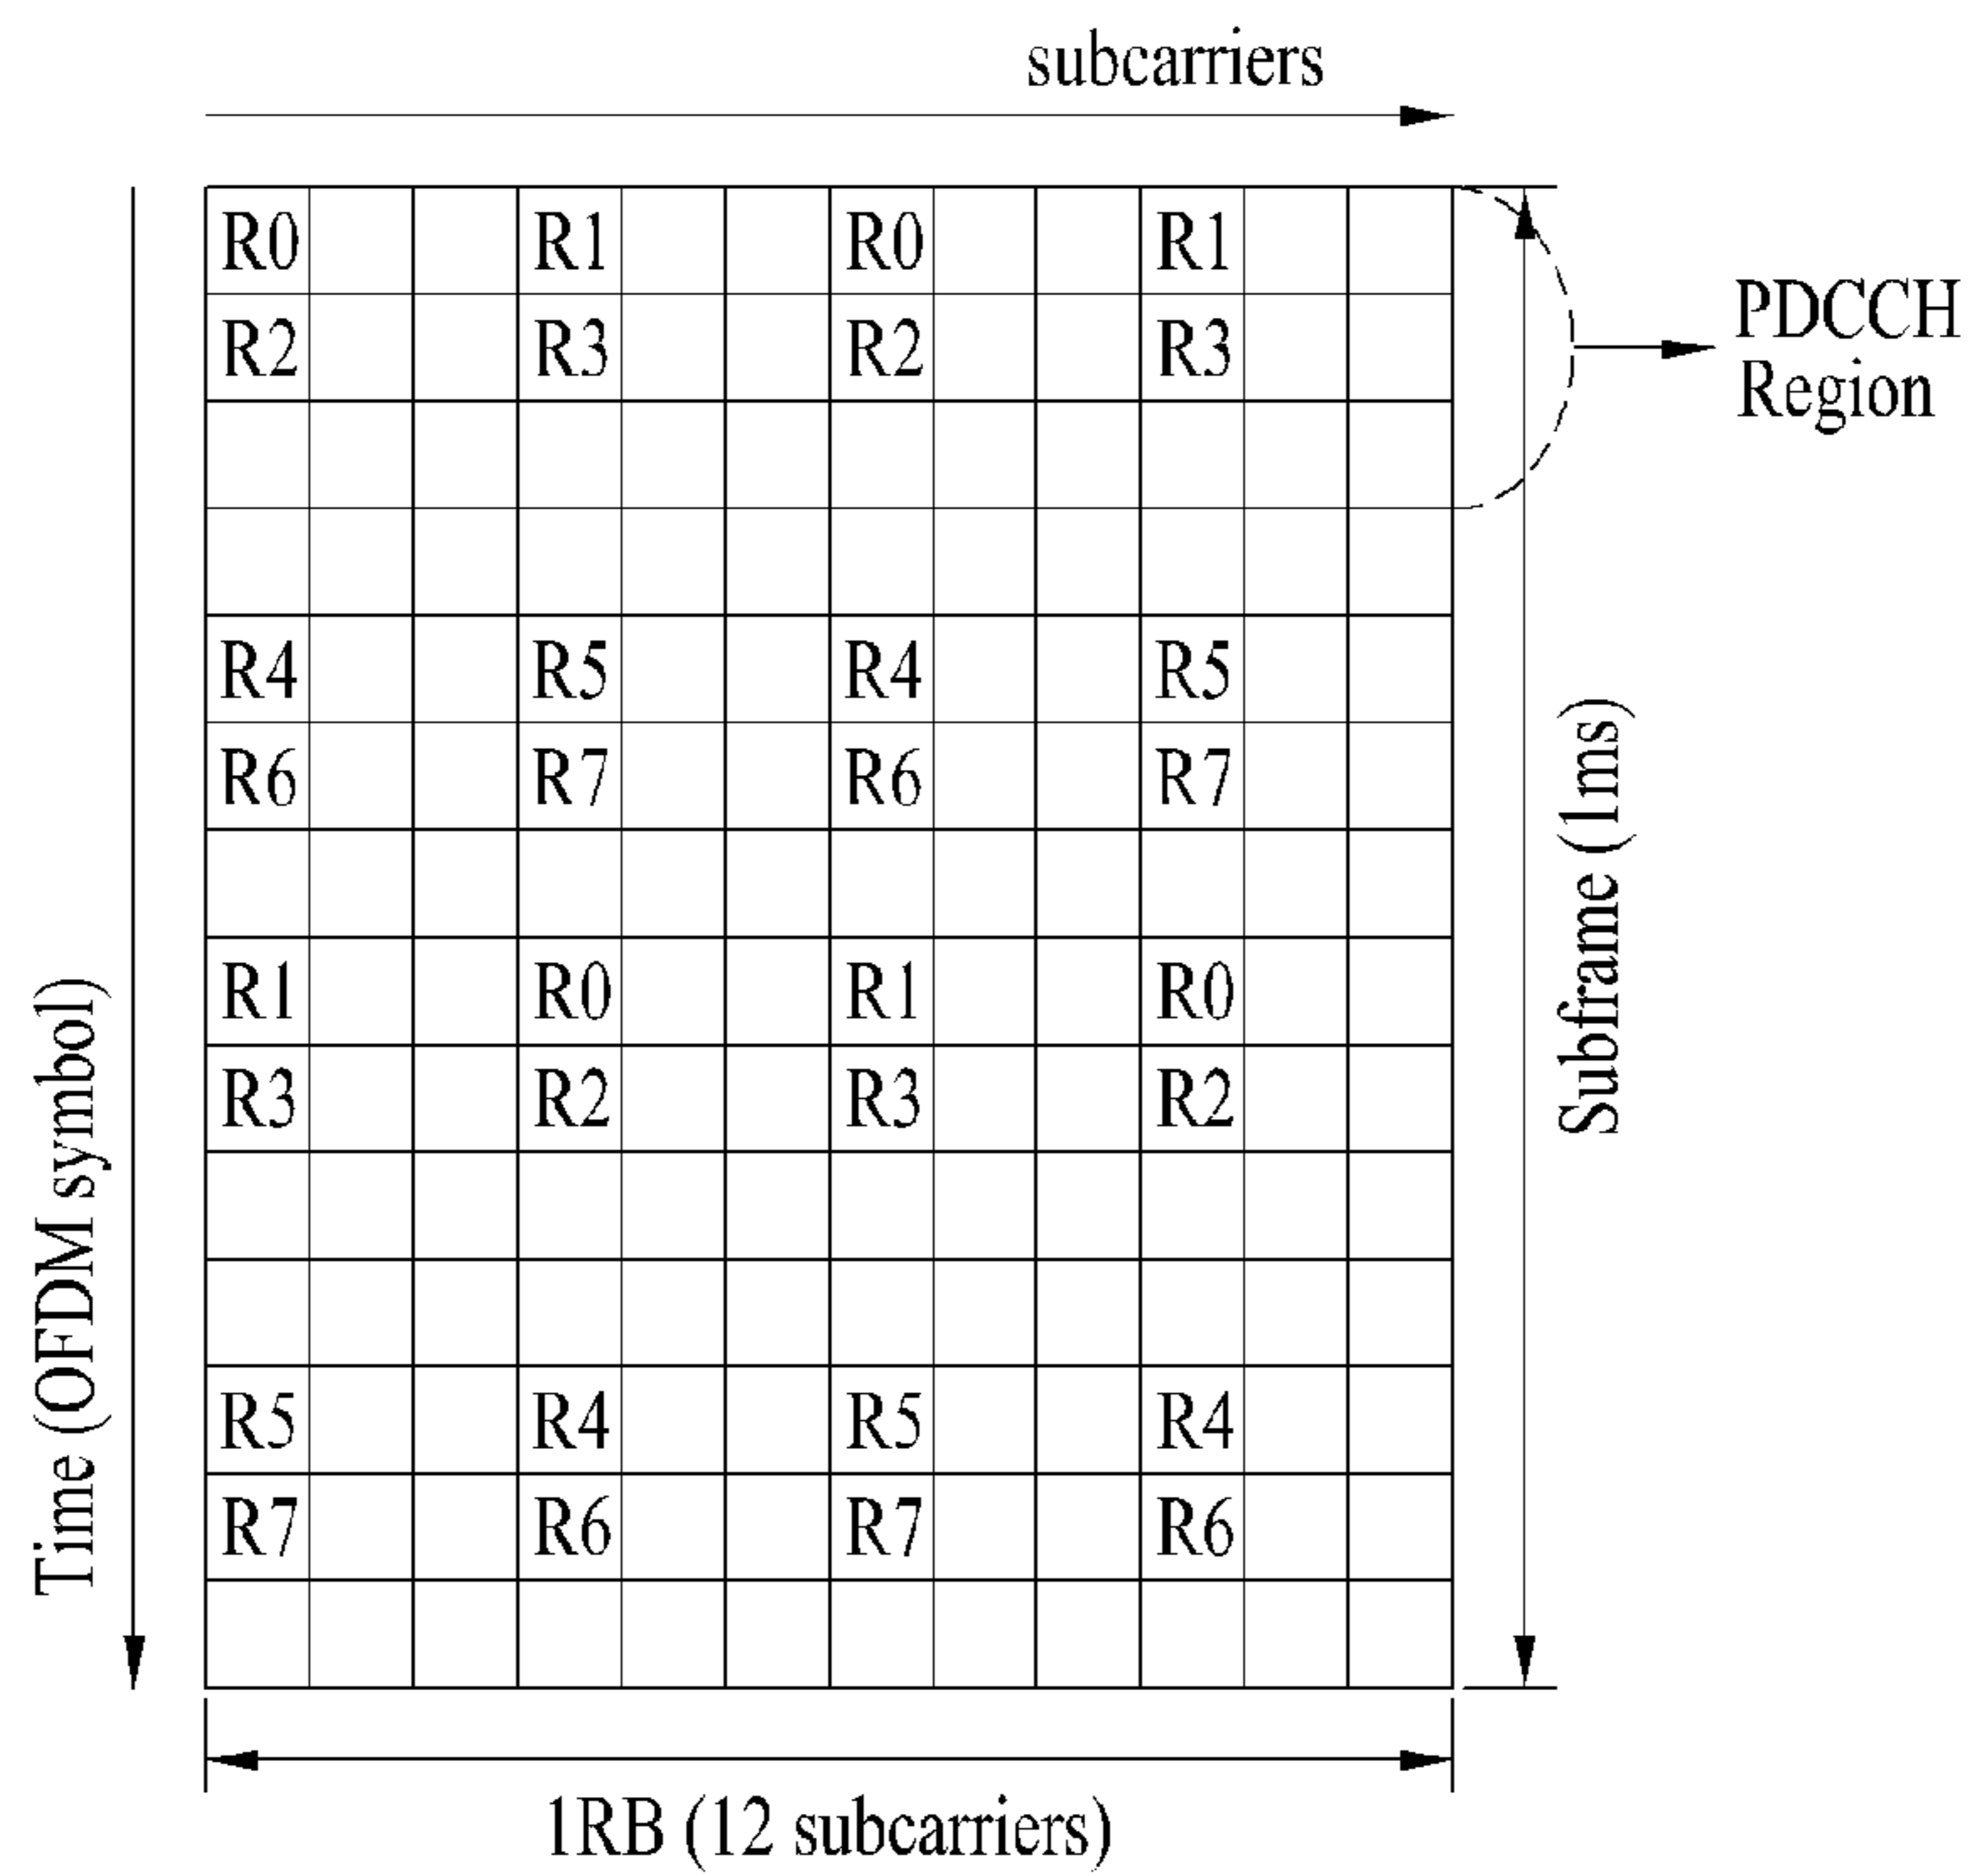 subcarriers
R0 R1 R0 R1
R2 R3 R2 R3
PDCCH
Region
R4 R5 R4 R5
R6 R7 R6 R7
R1 R0 R1 R0
R3 R2 R3 R2
R5 R4 R5 R4
R7 R6 R7 R6
Time (OFDM symbol)
Subframe (1ms)
1RB (12 subcarriers)